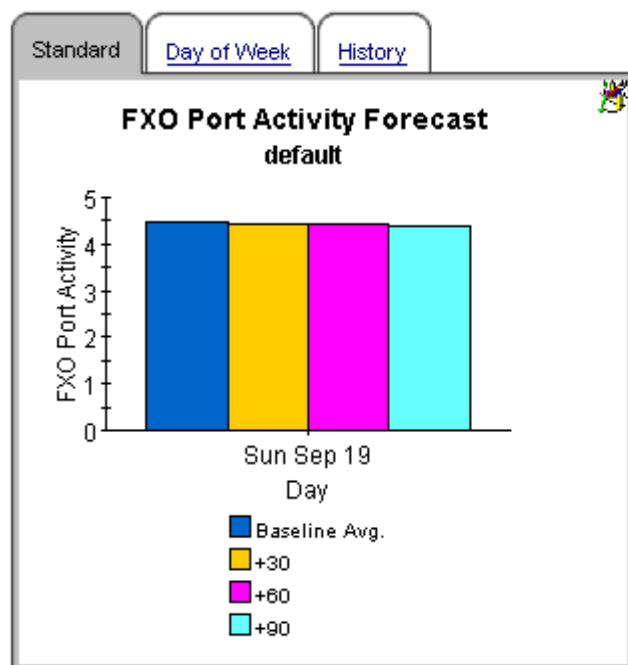 Standard
Day of Week
History
FXO Port Activity Forecast
default
FXO Port Activity
5
4
3
2
1
0
Sun Sep 19
Day
Baseline Avg.
+30
+60
+90